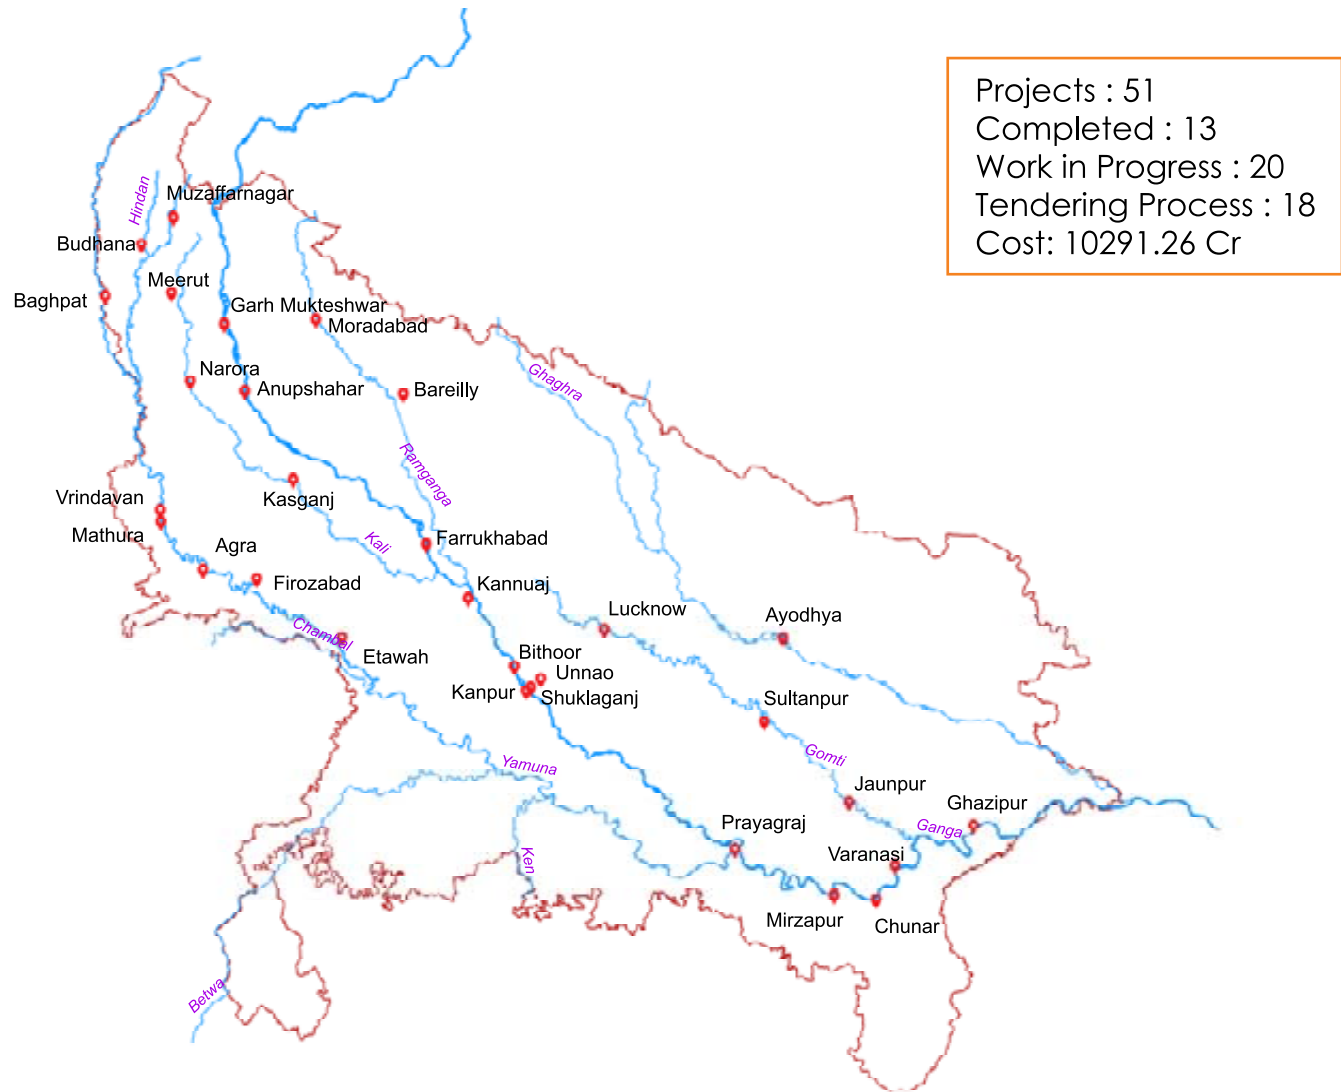 Projects : 51
Completed : 13
Work in Progress : 20
Tendering Process : 18
Cost: 10291.26 Cr
Hindan
Muzaffarnagar
Budhana
Meerut
Baghpat
Garh Mukteshwar
Moradabad
Narora
Anupshahar
Bareilly
Ghaghra
Ramganga
Vrindavan
Kasganj
Mathura
Agra
Kali
Farrukhabad
Firozabad
Kannuaj
Lucknow
Ayodhya
Chambal
Etawah
Bithoor
Unnao
Kanpur
Shuklaganj
Sultanpur
Yamuna
Gomti
Jaunpur
Ghazipur
Prayagraj
Ganga
Ken
Varanasi
Mirzapur
Chunar
Betwa